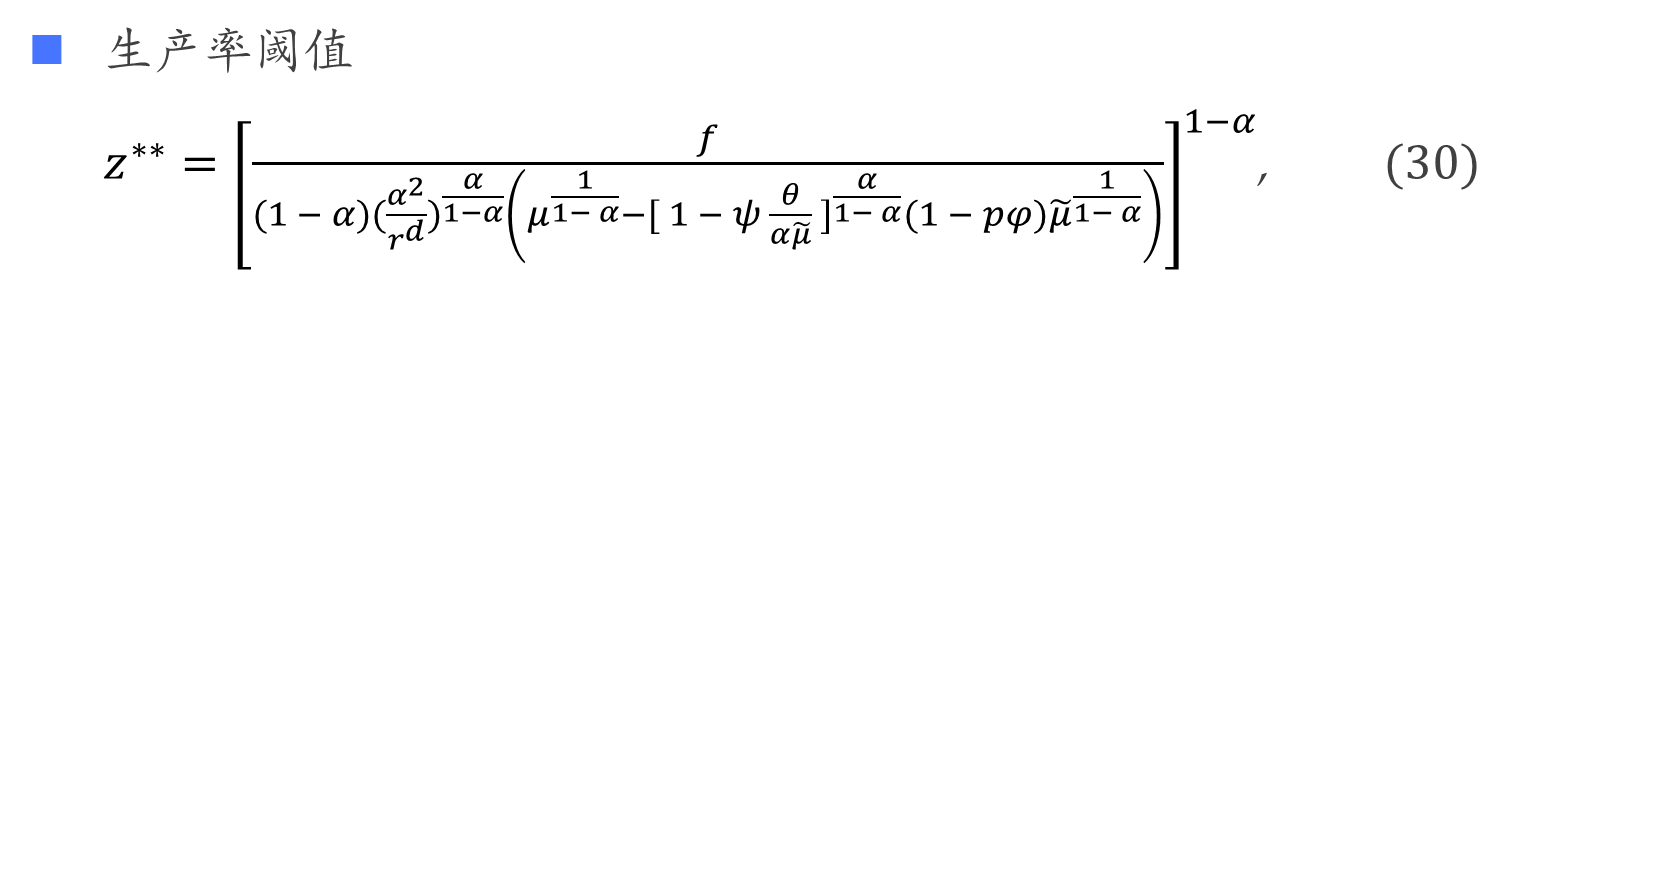 生产率阈值
z** = [f / ((1 − α)(α²/r^d)^(α/(1−α)) (μ^(1/(1− α)) − [ 1 − ψ θ/(αμ̃) ]^(α/(1− α)) (1 − pφ)μ̃^(1/(1− α))))]^(1−α), (30)